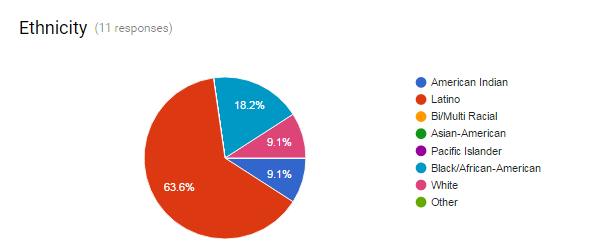 Ethnicity (11 responses)
18.2%
9.1%
9.1%
63.6%
American Indian
Latino
Bi/Multi Racial
Asian-American
Pacific Islander
Black/African-American
White
Other